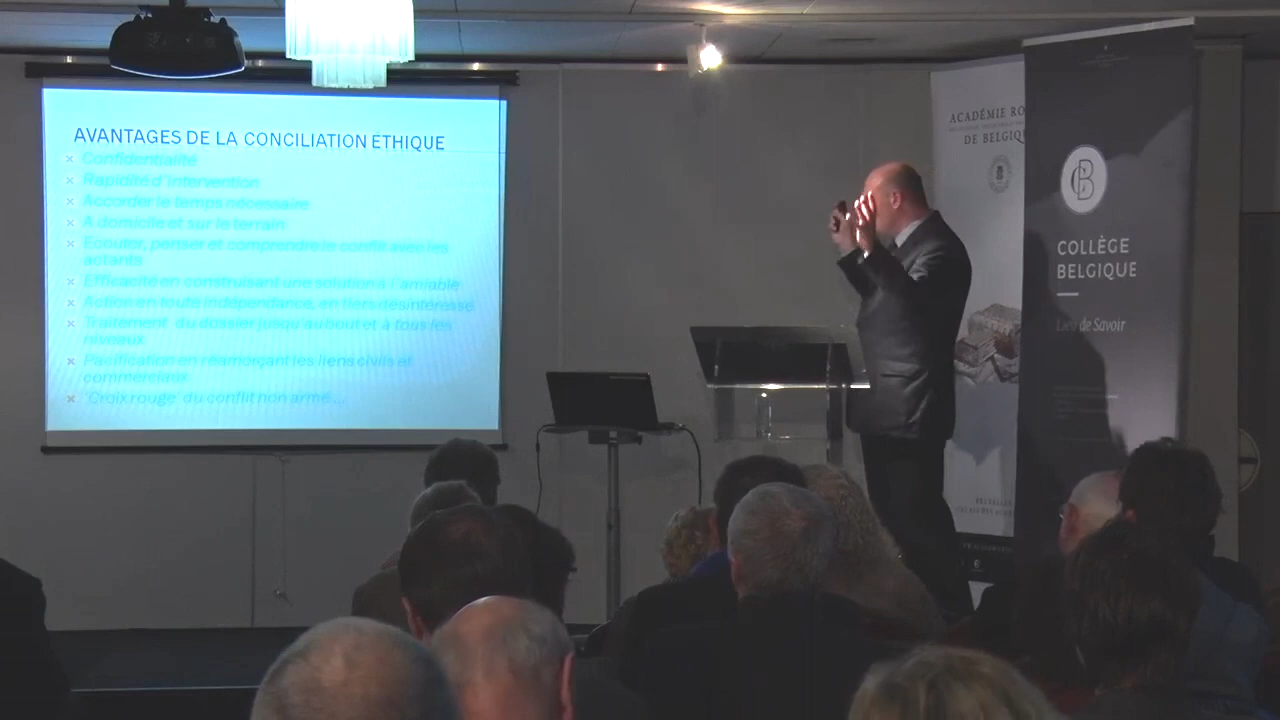 AVANTAGES DE LA CONCILIATION ETHIQUE
Confidentialité
Rapidité d'intervention
Accorder le temps nécessaire
A domicile et sur le terrain
Ecouter, penser et comprendre le conflit avec les
actants
Efficacité en construisant une solution à l'amiable
Action en toute indépendance, en tiers désintéressé
Traitement du dossier jusqu'au bout et à tous les
niveaux
Pacification en réamorçant les liens civils et
commerciaux
'Croix rouge' du conflit non armé...
ACADÉMIE RO
DE BELGIQU
CB
COLLÈGE
BELGIQUE
Lieu de Savoir